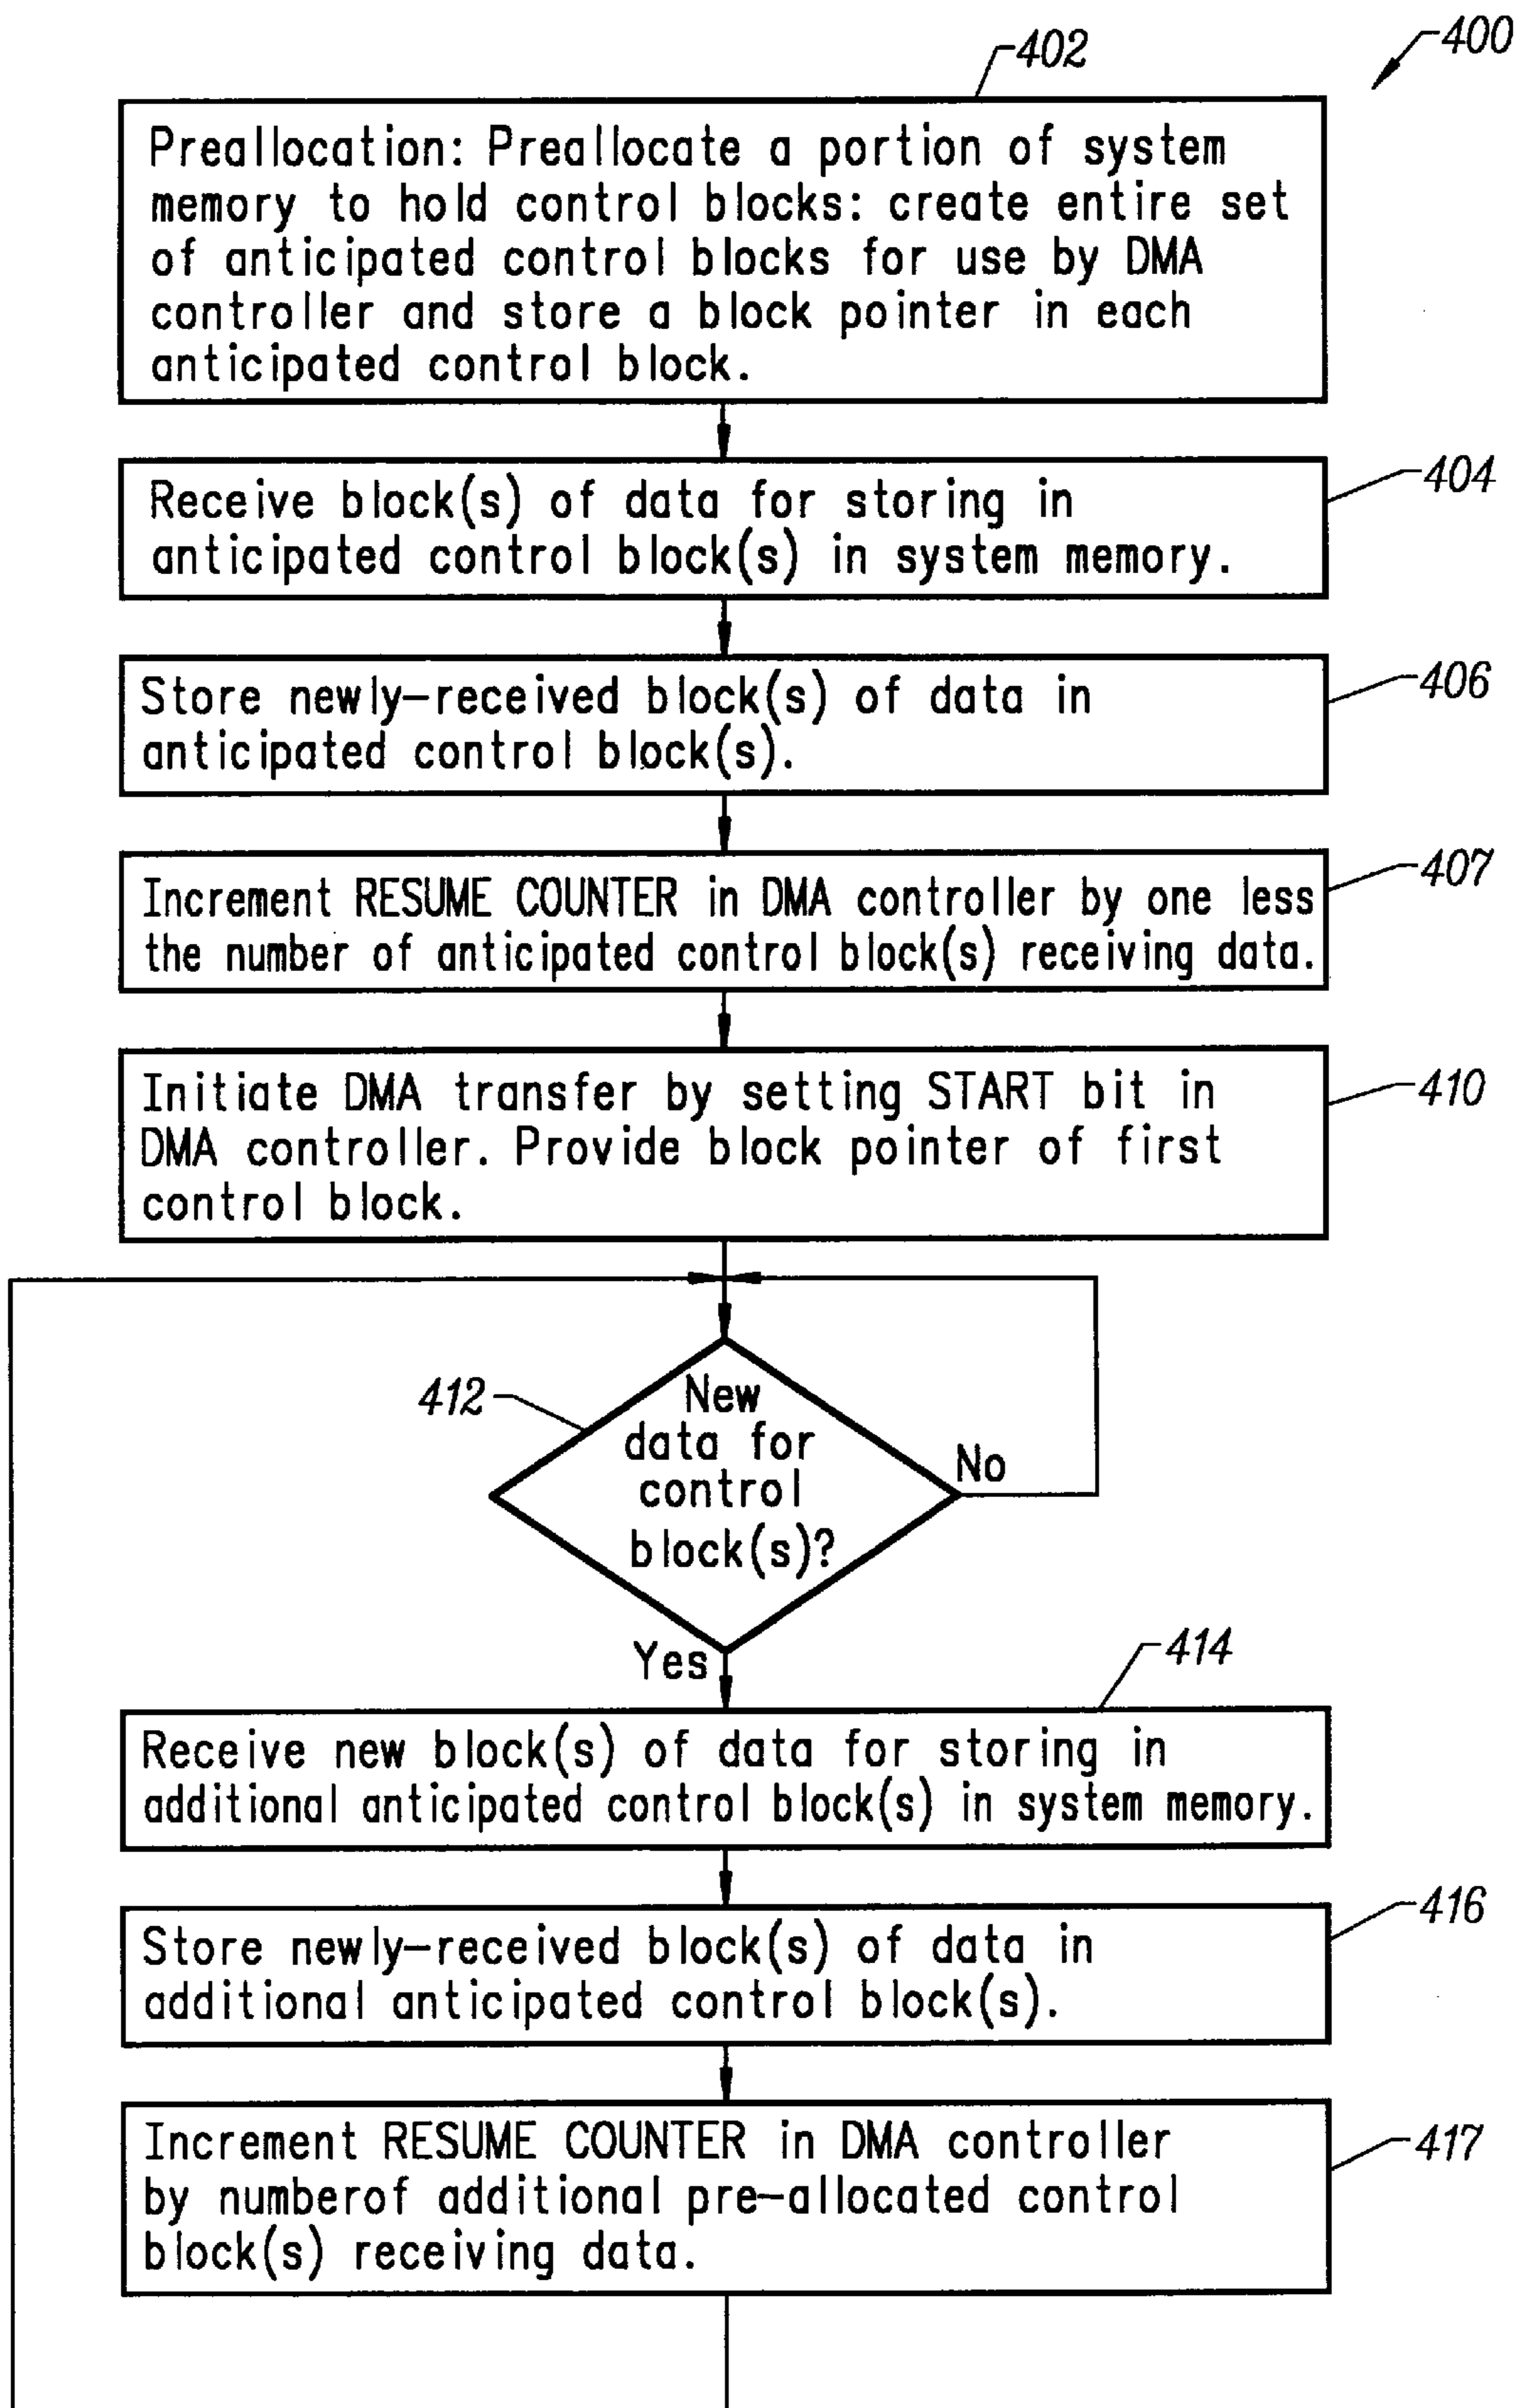 400
402
Preallocation: Preallocate a portion of system
memory to hold control blocks: create entire set
of anticipated control blocks for use by DMA
controller and store a block pointer in each
anticipated control block.
404
Receive block(s) of data for storing in
anticipated control block(s) in system memory.
406
Store newly-received block(s) of data in
anticipated control block(s).
407
Increment RESUME COUNTER in DMA controller by one less
the number of anticipated control block(s) receiving data.
410
Initiate DMA transfer by setting START bit in
DMA controller. Provide block pointer of first
control block.
412
New
data for
control
block(s)?
No
Yes
414
Receive new block(s) of data for storing in
additional anticipated control block(s) in system memory.
416
Store newly-received block(s) of data in
additional anticipated control block(s).
417
Increment RESUME COUNTER in DMA controller
by numberof additional pre-allocated control
block(s) receiving data.